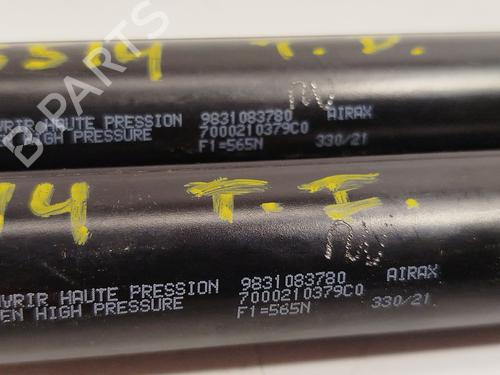 T.D.
VRIR HAUTE PRESSION 9831083780 AIRAX
HIGH PRESSURE 7000210379C0
F1=565N 330/21
14 T.I.
VRIR HAUTE PRESSION 9831083780 AIRAX
EN HIGH PRESSURE 7000210379C0
F1=565N 330/21